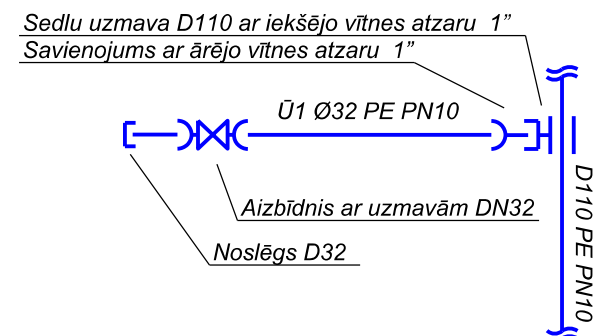 Sedlu uzmava D110 ar iekšējo vītnes atzaru 1”
Savienojums ar ārējo vītnes atzaru 1”
Ū1 Ø32 PE PN10
Aizbīdnis ar uzmavām DN32
Noslēgs D32
D110 PE PN10